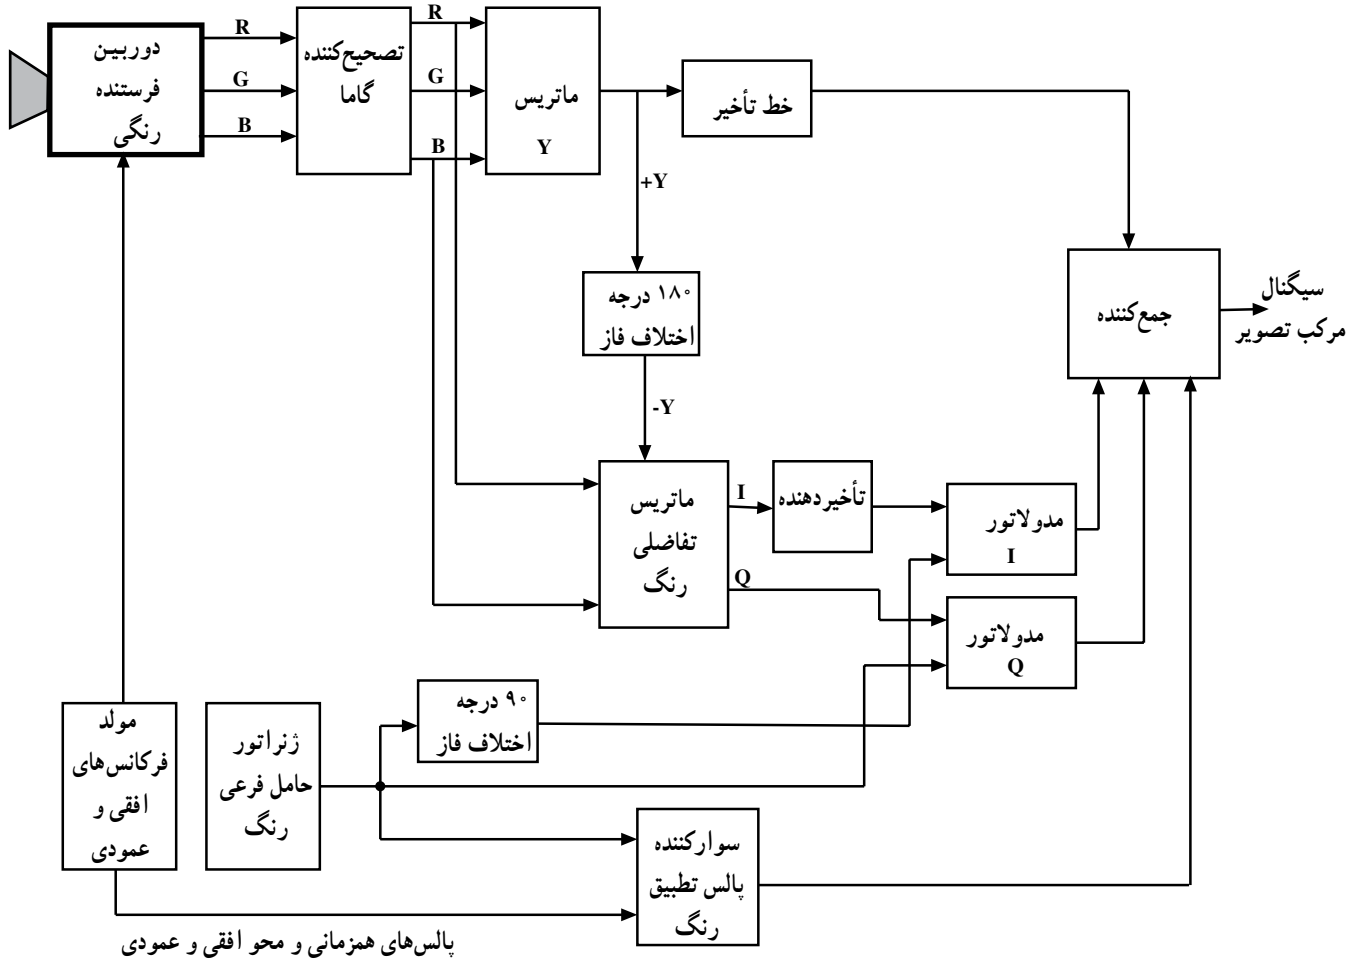 دوربین
فرستنده
رنگی
R
G
B
تصحیح‌کننده
گاما
R
G
B
ماتریس
Y
خط تأخیر
+Y
۱۸۰ درجه
اختلاف فاز
-Y
جمع‌کننده
سیگنال
مرکب تصویر
ماتریس
تفاضلی
رنگ
I
Q
تأخیردهنده
مدولاتور
I
مدولاتور
Q
۹۰ درجه
اختلاف فاز
مولد
فرکانس‌های
افقی و
عمودی
ژنراتور
حامل فرعی
رنگ
سوارکننده
پالس تطبیق
رنگ
پالس‌های همزمانی و محو افقی و عمودی